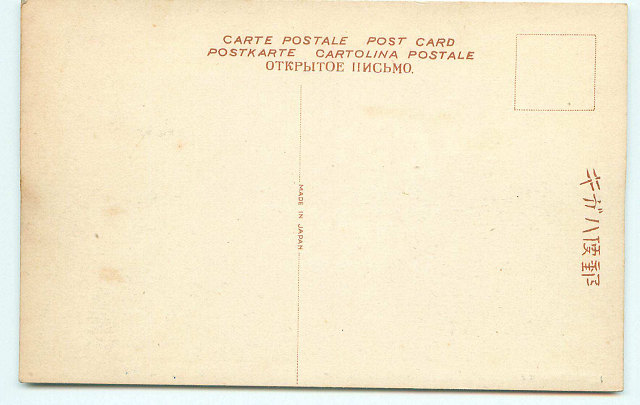 CARTE POSTALE POST CARD
POSTKARTE CARTOLINA POSTALE
ОТКРЫТОЕ ПИСЬМО.
MADE IN JAPAN
郵便ハガキ